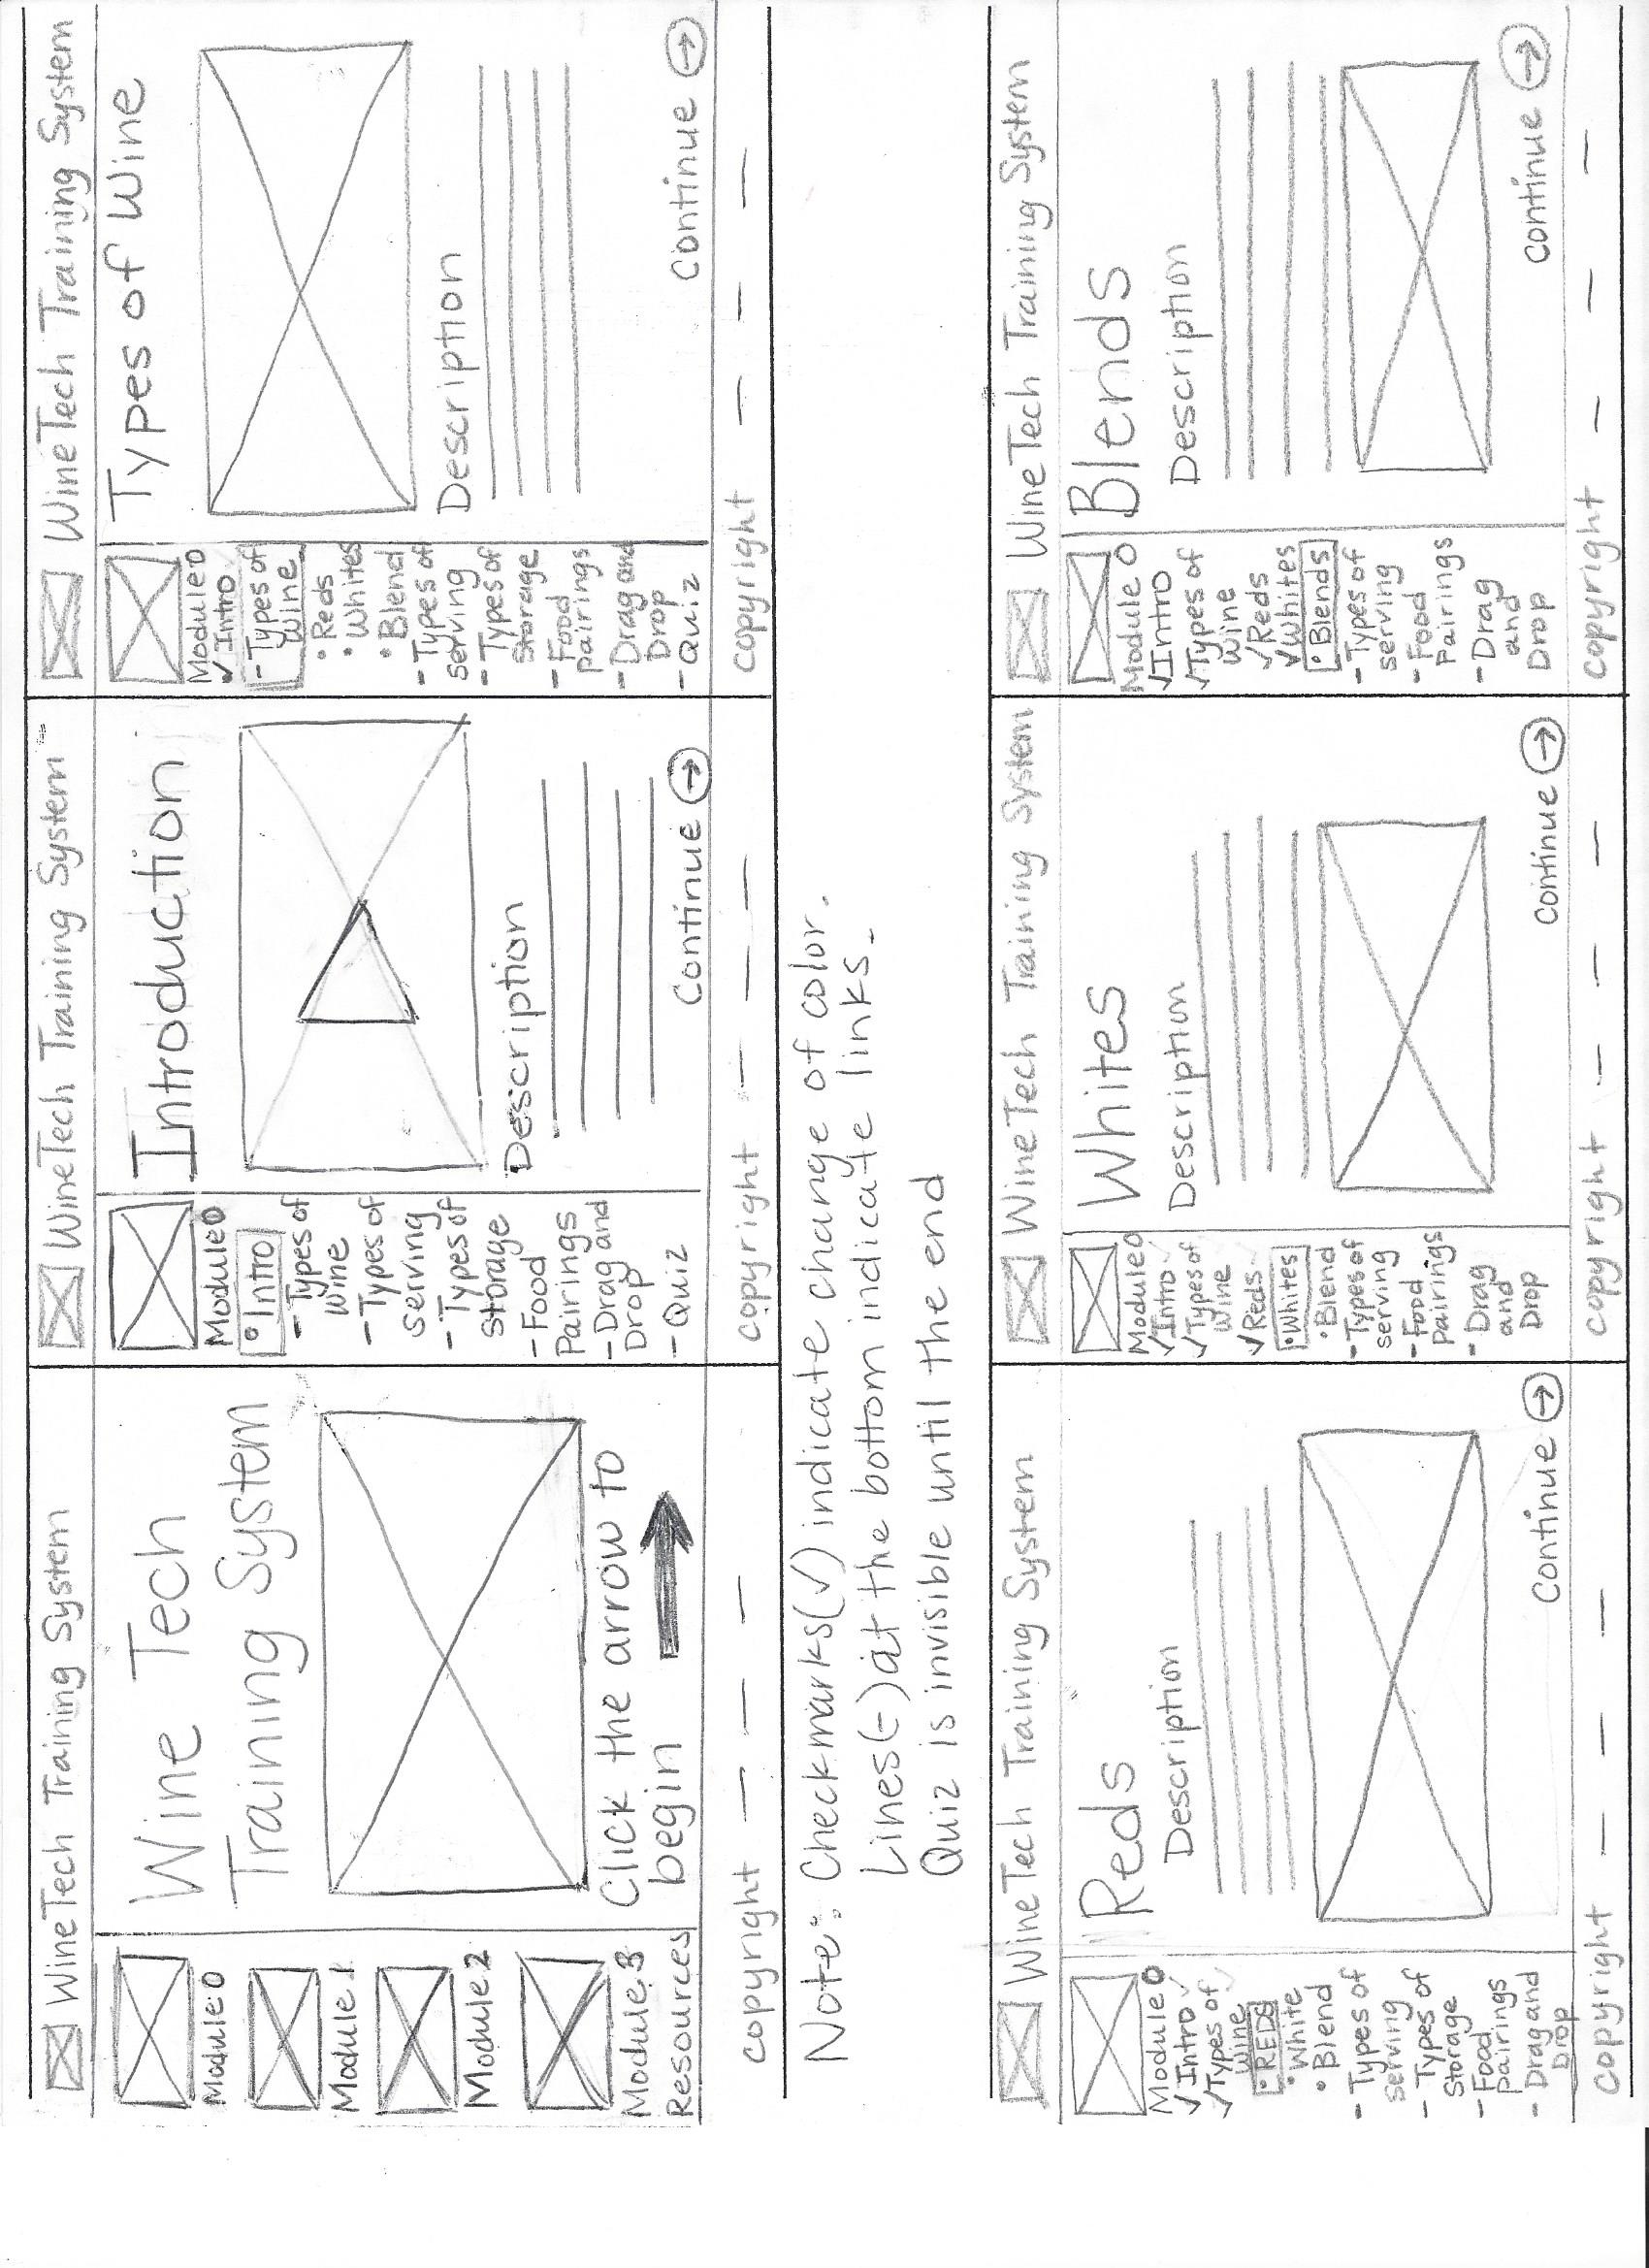 WineTech Training System
Module 0
Module 1
Module 2
Module 3
Resources
Wine Tech
Training System
Click the arrow to
begin
copyright
WineTech Training System
Module 0
• Intro
- Types of
Wine
- Types of
serving
- Types of
Storage
- Food
Pairings
- Drag and
Drop
- Quiz
Introduction
Description
Continue →
copyright
WineTech Training System
Module 0
✓ Intro
- Types of
wine
• Reds
• Whites
• Blend
- Types of
serving
- Types of
Storage
- Food
pairings
- Drag and
Drop
- Quiz
Types of Wine
Description
Continue →
copyright
Note: Checkmarks(✓) indicate change of color.
Lines(-) at the bottom indicate links.
Quiz is invisible until the end
WineTech Training System
Module 0
✓ Intro
✓ Types of
wine
• REDS
• White
• Blend
- Types of
serving
- Types of
Storage
- Food
pairings
- Drag and
Drop
Reds
Description
Continue →
copyright
WineTech Training System
Module 0
✓ Intro
✓ Types of
wine
✓ Reds
• Whites
• Blend
- Types of
serving
- Food
pairings
- Drag
and
Drop
Whites
Description
Continue →
copyright
WineTech Training System
Module 0
✓ Intro
✓ Types of
wine
✓ Reds
✓ Whites
• Blends
- Types of
serving
- Food
Pairings
- Drag
and
Drop
Blends
Description
Continue →
copyright